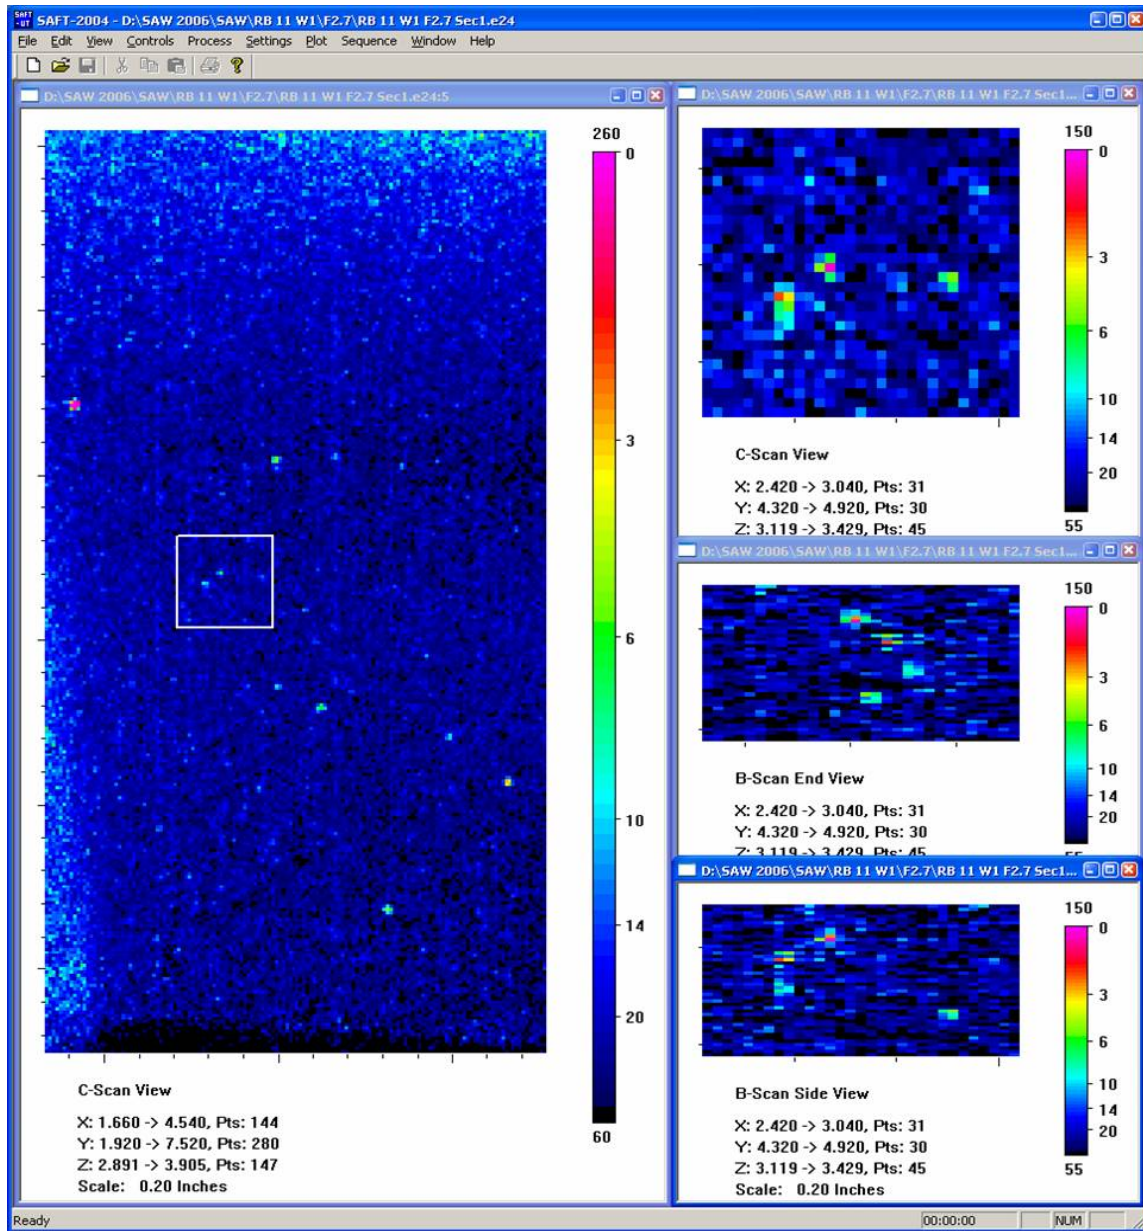 SAFT
-UT
SAFT-2004 - D:\SAW 2006\SAW\RB 11 W1\F2.7\RB 11 W1 F2.7 Sec1.e24
File Edit View Controls Process Settings Plot Sequence Window Help
D:\SAW 2006\SAW\RB 11 W1\F2.7\RB 11 W1 F2.7 Sec1.e24:5
260
0
3
6
10
14
20
60
C-Scan View
X: 1.660 -> 4.540, Pts: 144
Y: 1.920 -> 7.520, Pts: 280
Z: 2.891 -> 3.905, Pts: 147
Scale: 0.20 Inches
D:\SAW 2006\SAW\RB 11 W1\F2.7\RB 11 W1 F2.7 Sec1...
150
0
3
6
10
14
20
55
C-Scan View
X: 2.420 -> 3.040, Pts: 31
Y: 4.320 -> 4.920, Pts: 30
Z: 3.119 -> 3.429, Pts: 45
D:\SAW 2006\SAW\RB 11 W1\F2.7\RB 11 W1 F2.7 Sec1...
150
0
3
6
10
14
20
55
B-Scan End View
X: 2.420 -> 3.040, Pts: 31
Y: 4.320 -> 4.920, Pts: 30
Z: 3.119 -> 3.429, Pts: 45
D:\SAW 2006\SAW\RB 11 W1\F2.7\RB 11 W1 F2.7 Sec1...
150
0
3
6
10
14
20
55
B-Scan Side View
X: 2.420 -> 3.040, Pts: 31
Y: 4.320 -> 4.920, Pts: 30
Z: 3.119 -> 3.429, Pts: 45
Scale: 0.20 Inches
Ready 00:00:00 NUM